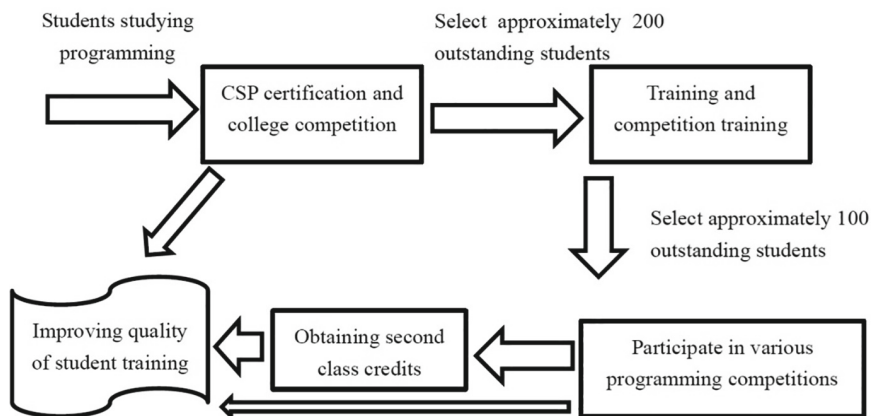 Students studying
programming
Select approximately 200
outstanding students
CSP certification and
college competition
Training and
competition training
Select approximately 100
outstanding students
Improving quality
of student training
Obtaining second
class credits
Participate in various
programming competitions